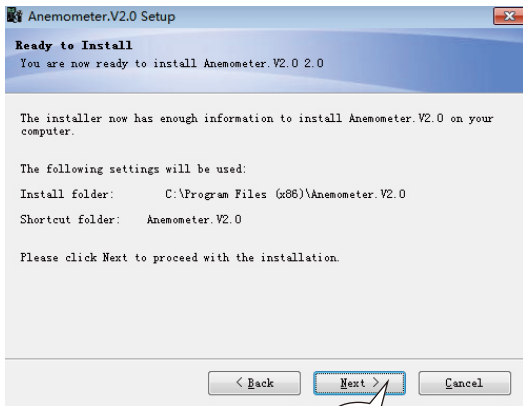 Anemometer.V2.0 Setup
Ready to Install
You are now ready to install Anemometer.V2.0 2.0
The installer now has enough information to install Anemometer.V2.0 on your
computer.
The following settings will be used:
Install folder: C:\Program Files (x86)\Anemometer.V2.0
Shortcut folder: Anemometer.V2.0
Please click Next to proceed with the installation.
< Back Next > Cancel